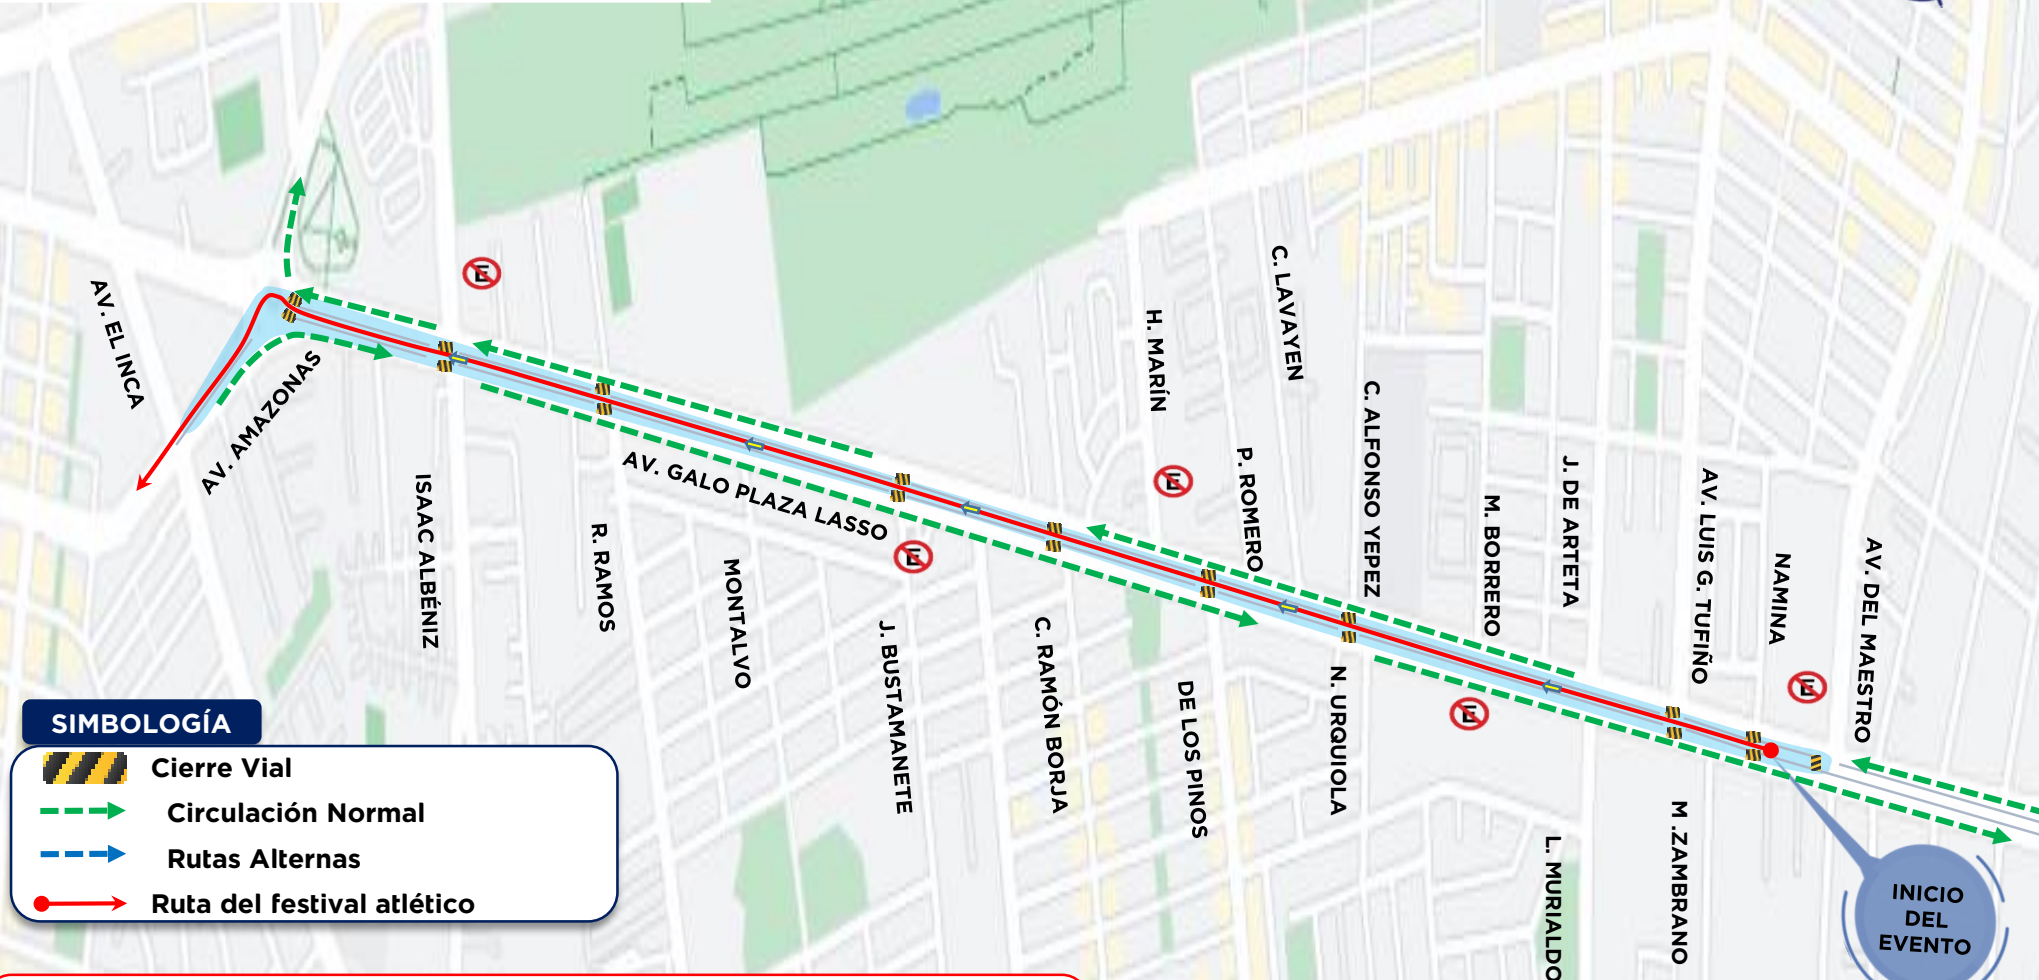 AV. EL INCA
AV. AMAZONAS
ISAAC ALBÉNIZ
R. RAMOS
AV. GALO PLAZA LASSO
MONTALVO
J. BUSTAMANETE
C. RAMÓN BORJA
H. MARÍN
DE LOS PINOS
P. ROMERO
C. LAVAYEN
C. ALFONSO YEPEZ
N. URQUIOLA
M. BORRERO
J. DE ARTETA
L. MURIALDO
AV. LUIS G. TUFIÑO
M .ZAMBRANO
NAMINA
AV. DEL MAESTRO
INICIO
DEL
EVENTO
SIMBOLOGÍA
Cierre Vial
Circulación Normal
Rutas Alternas
Ruta del festival atlético
E
E
E
E
E